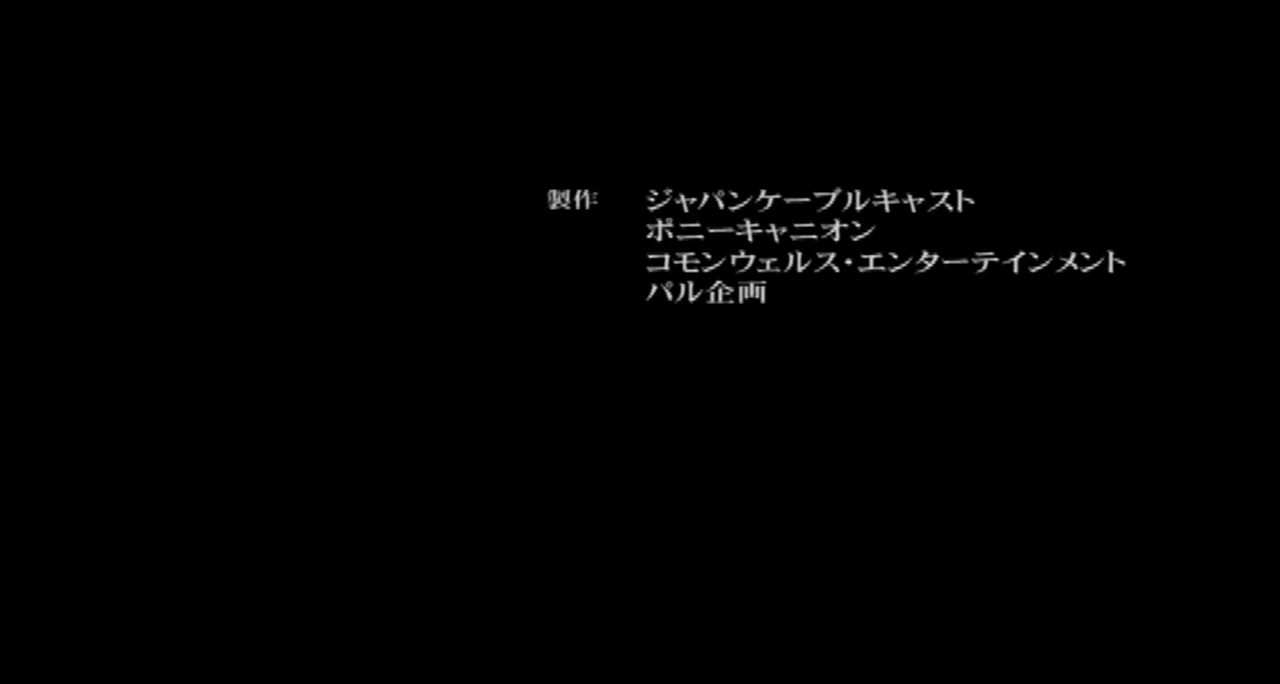 製作 ジャパンケーブルキャスト
ポニーキャニオン
コモンウェルス・エンターテインメント
パル企画